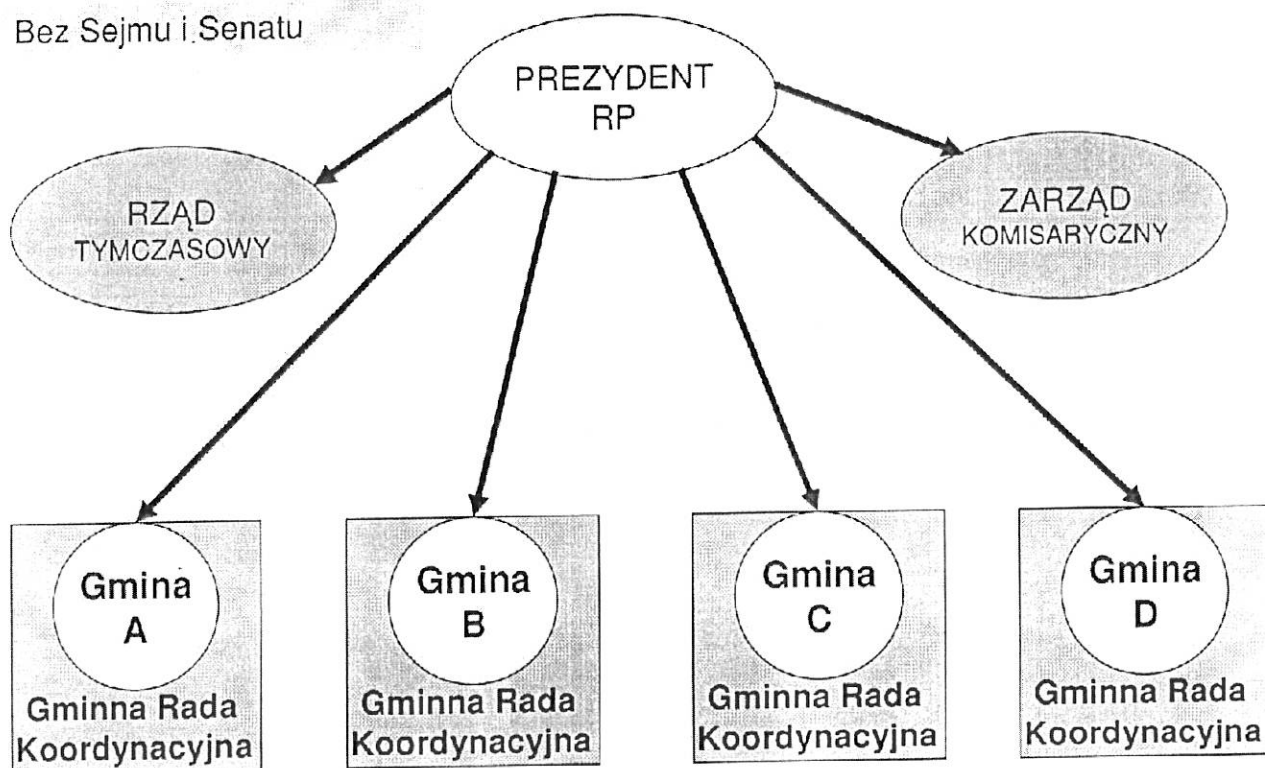 Bez Sejmu i Senatu
PREZYDENT
RP
RZĄD
TYMCZASOWY
ZARZĄD
KOMISARYCZNY
Gmina
A
Gminna Rada
Koordynacyjna
Gmina
B
Gminna Rada
Koordynacyjna
Gmina
C
Gminna Rada
Koordynacyjna
Gmina
D
Gminna Rada
Koordynacyjna